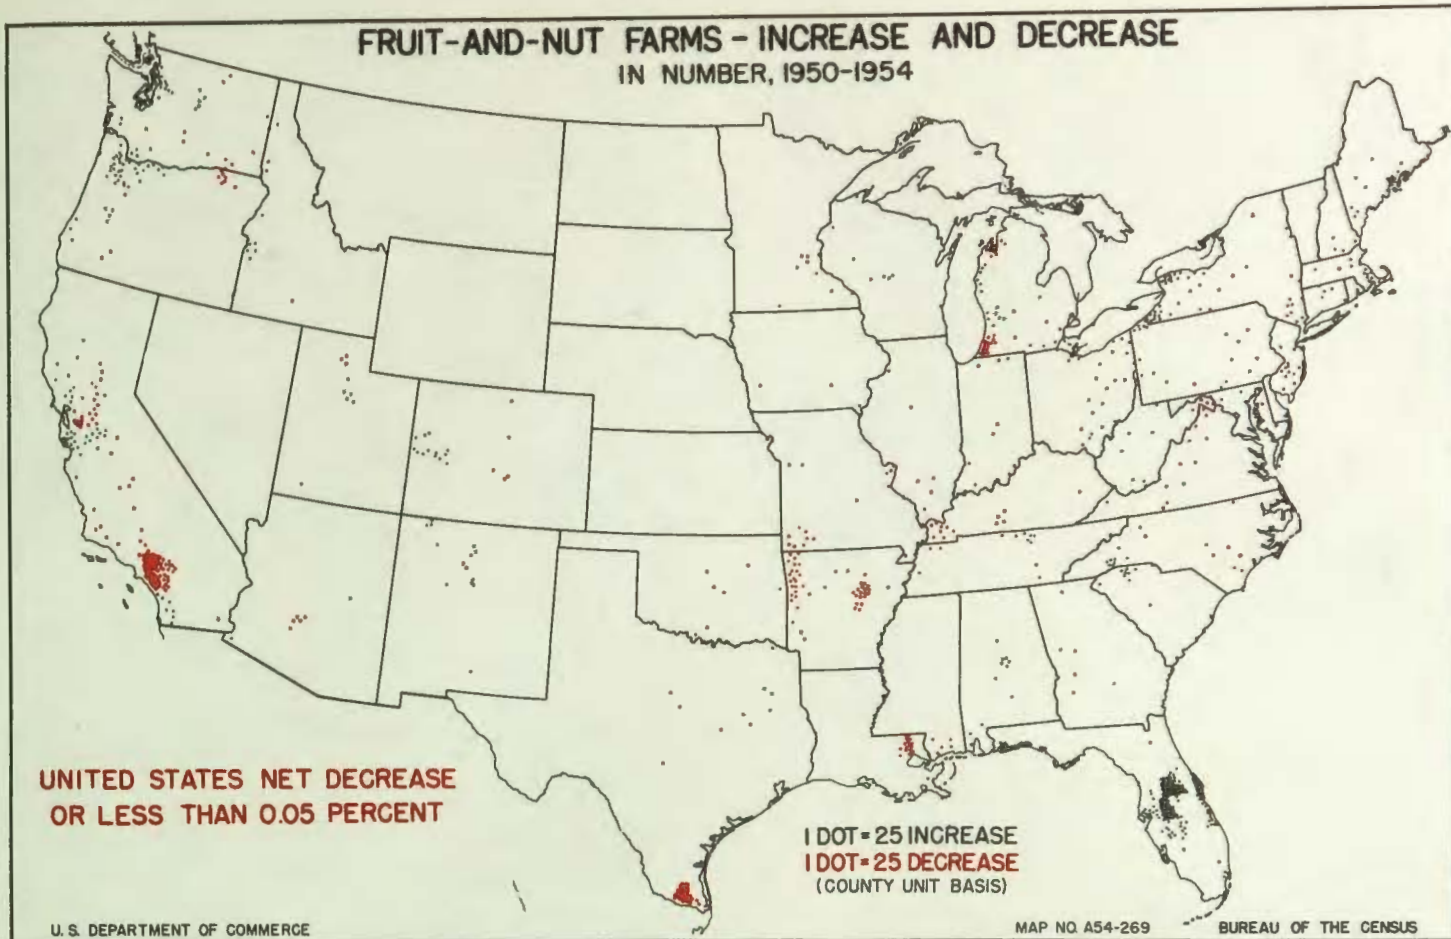 FRUIT-AND-NUT FARMS - INCREASE AND DECREASE
IN NUMBER, 1950-1954
UNITED STATES NET DECREASE
OR LESS THAN 0.05 PERCENT
1 DOT = 25 INCREASE
1 DOT = 25 DECREASE
(COUNTY UNIT BASIS)
U. S. DEPARTMENT OF COMMERCE
MAP NO. A54-269
BUREAU OF THE CENSUS